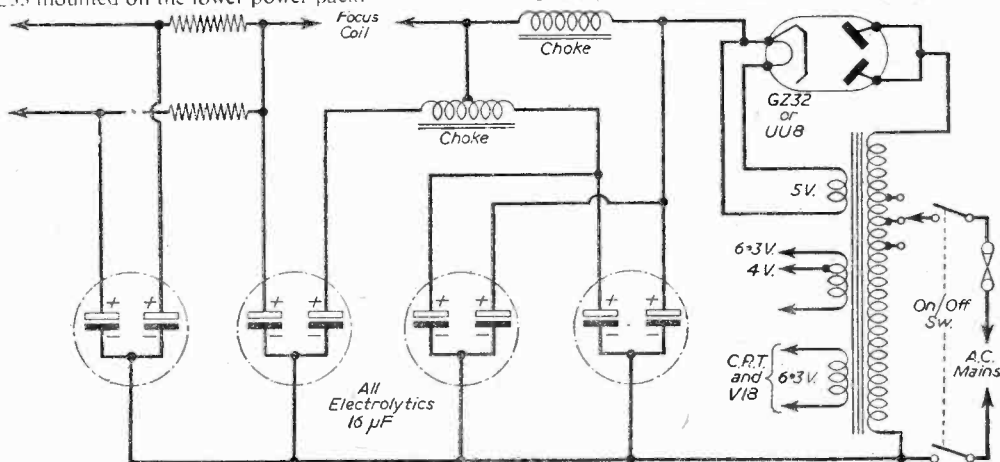 mounted on the lower power pack.
Focus
Coil
Choke
Choke
GZ32
or
UU8
5V.
6·3V.
4V.
C.R.T.
and
V18
6·3V.
On/Off
Sw.
A.C.
Mains
+ +
+ +
+ +
+ +
– –
– –
– –
– –
All
Electrolytics
16 µF